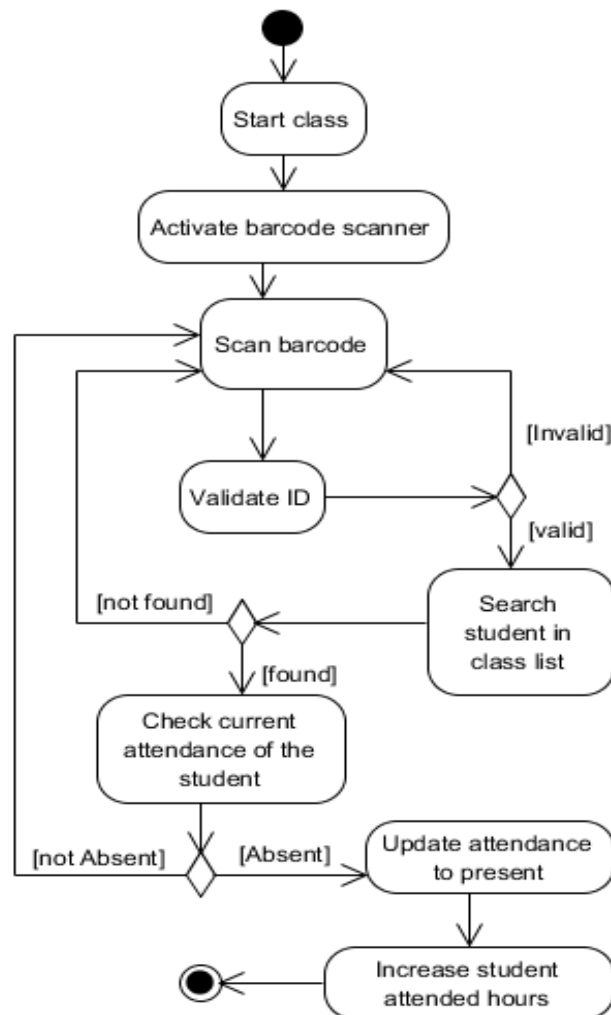 Start class
Activate barcode scanner
Scan barcode
[Invalid]
Validate ID
[valid]
[not found]
Search
student in
class list
[found]
Check current
attendance of the
student
[not Absent]
[Absent]
Update attendance
to present
Increase student
attended hours